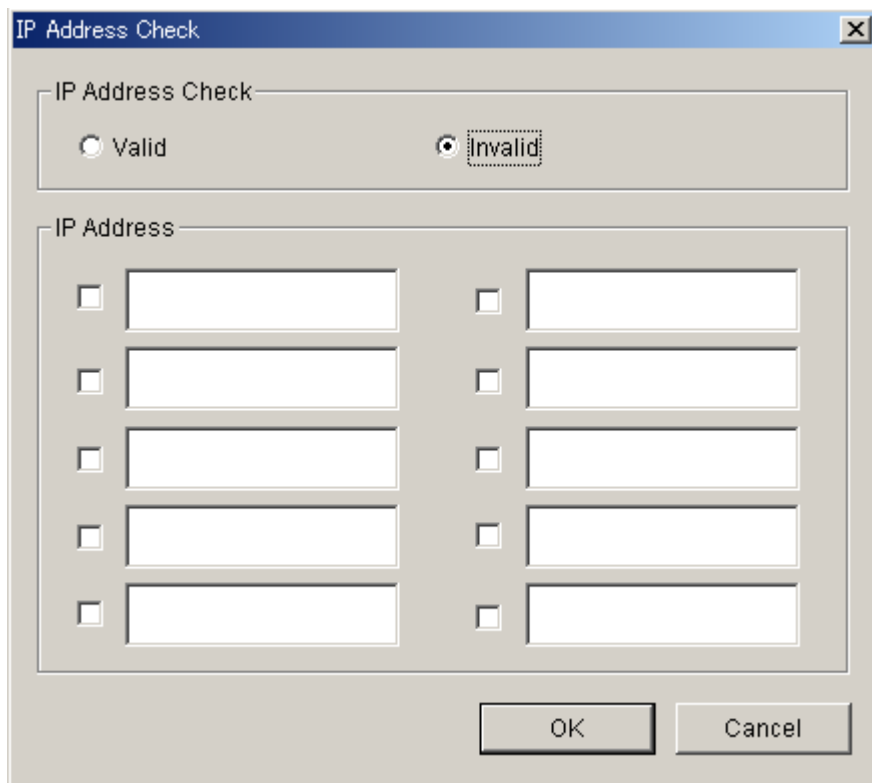 IP Address Check
IP Address Check
Valid Invalid
IP Address
OK Cancel